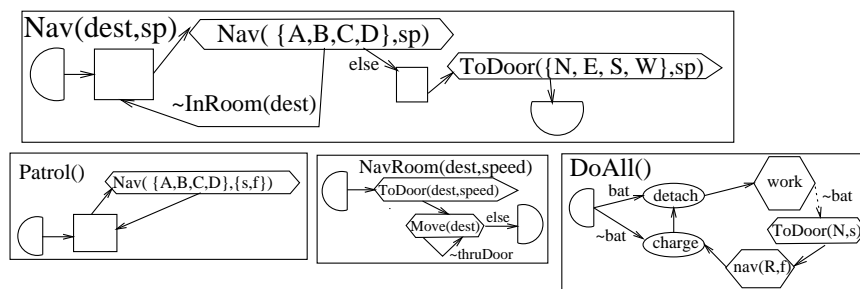 Nav(dest,sp)
Nav( {A,B,C,D},sp)
else
ToDoor({N, E, S, W},sp)
~InRoom(dest)
Patrol()
Nav( {A,B,C,D},{s,f})
NavRoom(dest,speed)
ToDoor(dest,speed)
Move(dest)
else
~thruDoor
DoAll()
bat
detach
work
~bat
~bat
charge
ToDoor(N,s)
nav(R,f)